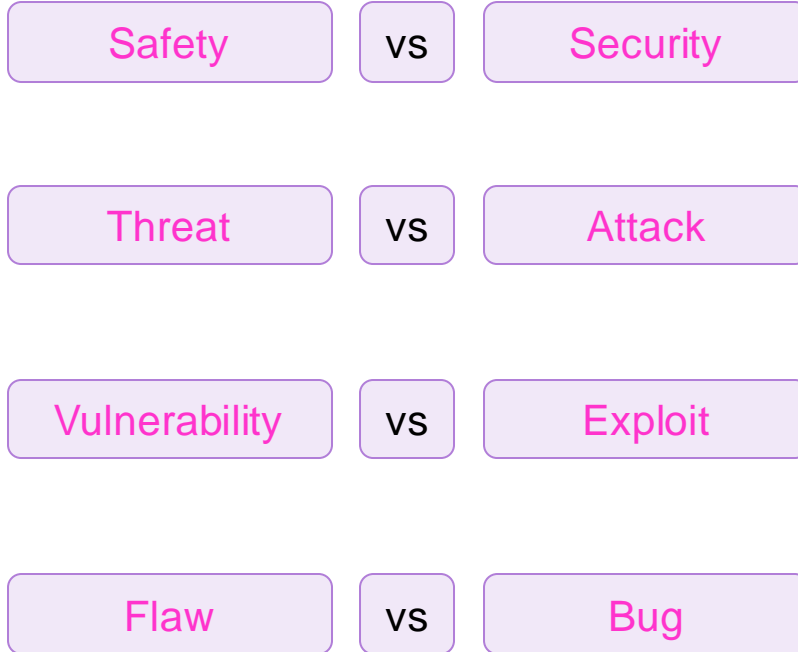 Safety vs Security
Threat vs Attack
Vulnerability vs Exploit
Flaw vs Bug